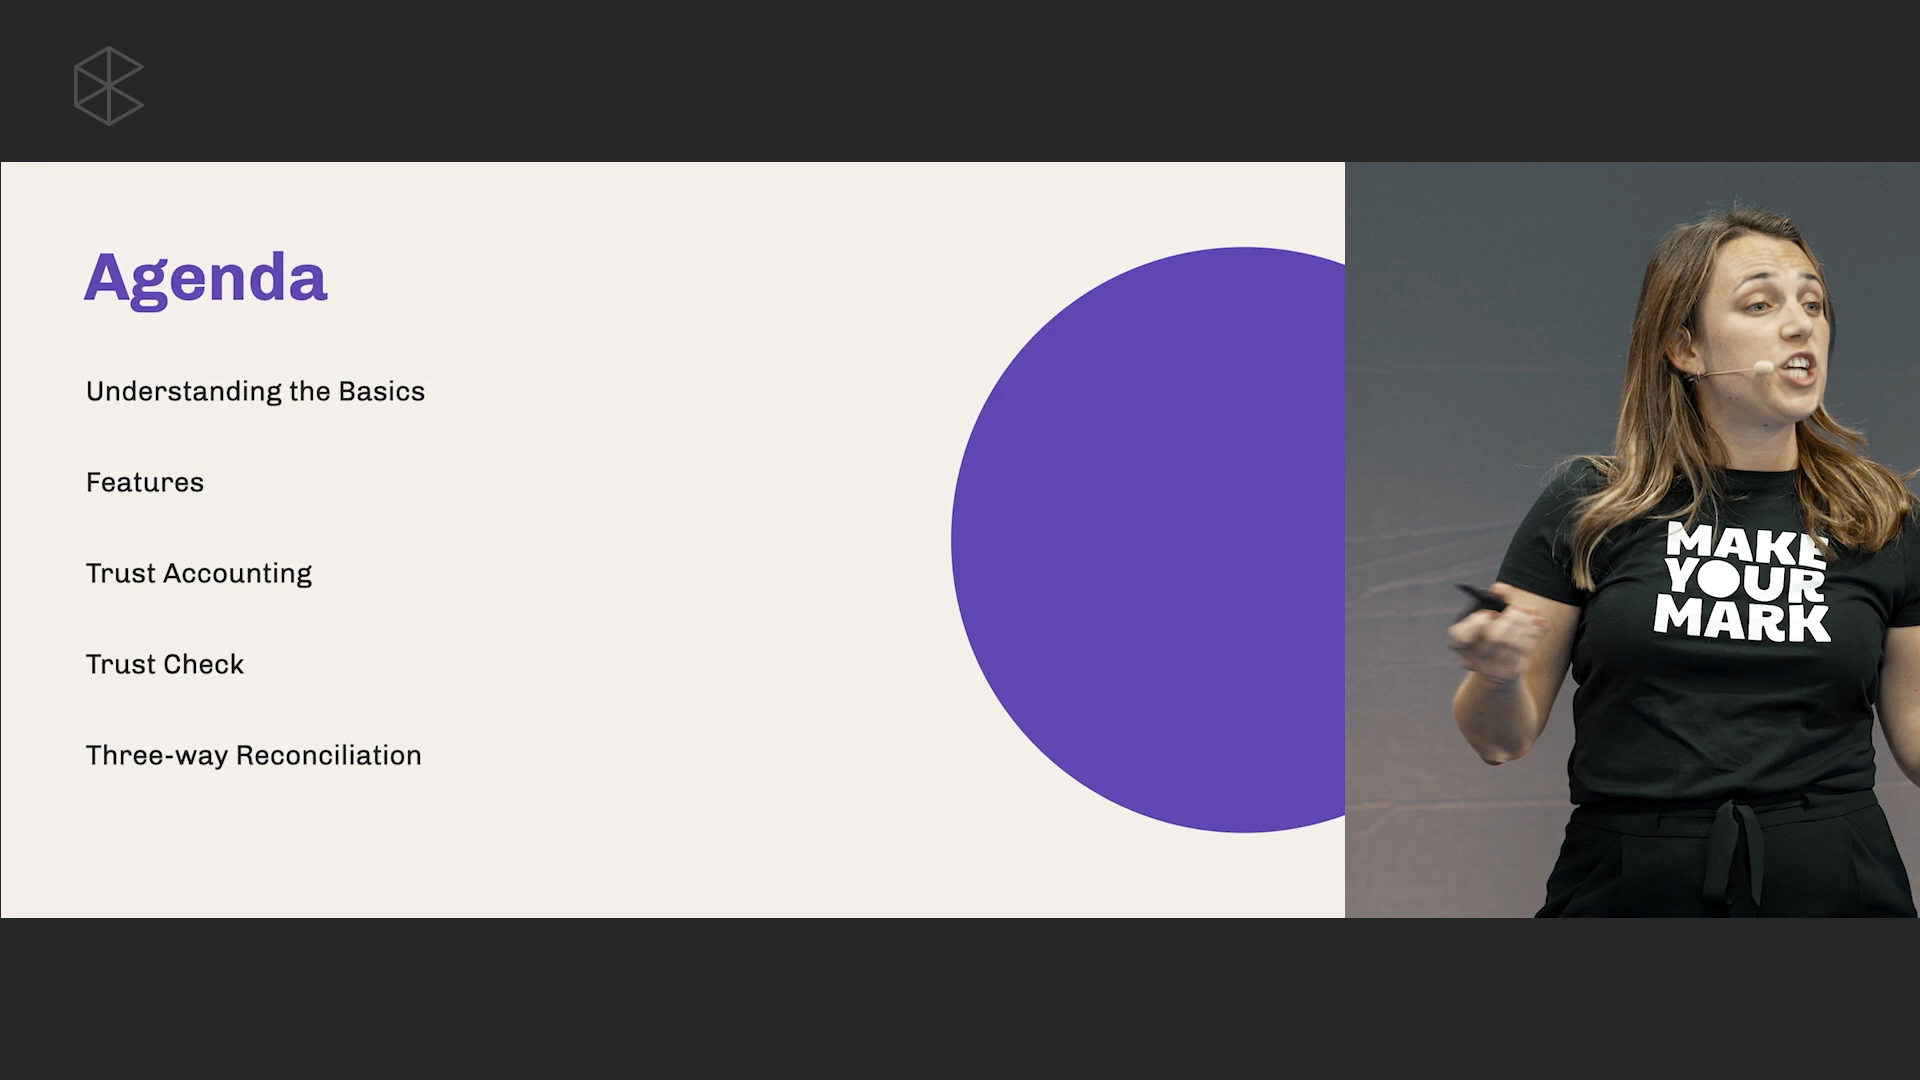 Agenda
Understanding the Basics
Features
Trust Accounting
Trust Check
Three-way Reconciliation
MAKE
YOUR
MARK